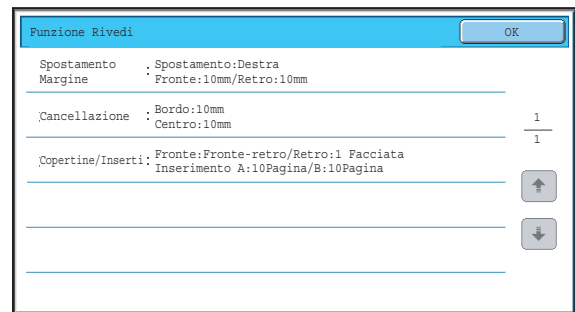 Funzione Rivedi
OK
Spostamento Margine : Spostamento:Destra
Fronte:10mm/Retro:10mm
Cancellazione : Bordo:10mm
Centro:10mm
Copertine/Inserti: Fronte:Fronte-retro/Retro:1 Facciata
Inserimento A:10Pagina/B:10Pagina
1
1